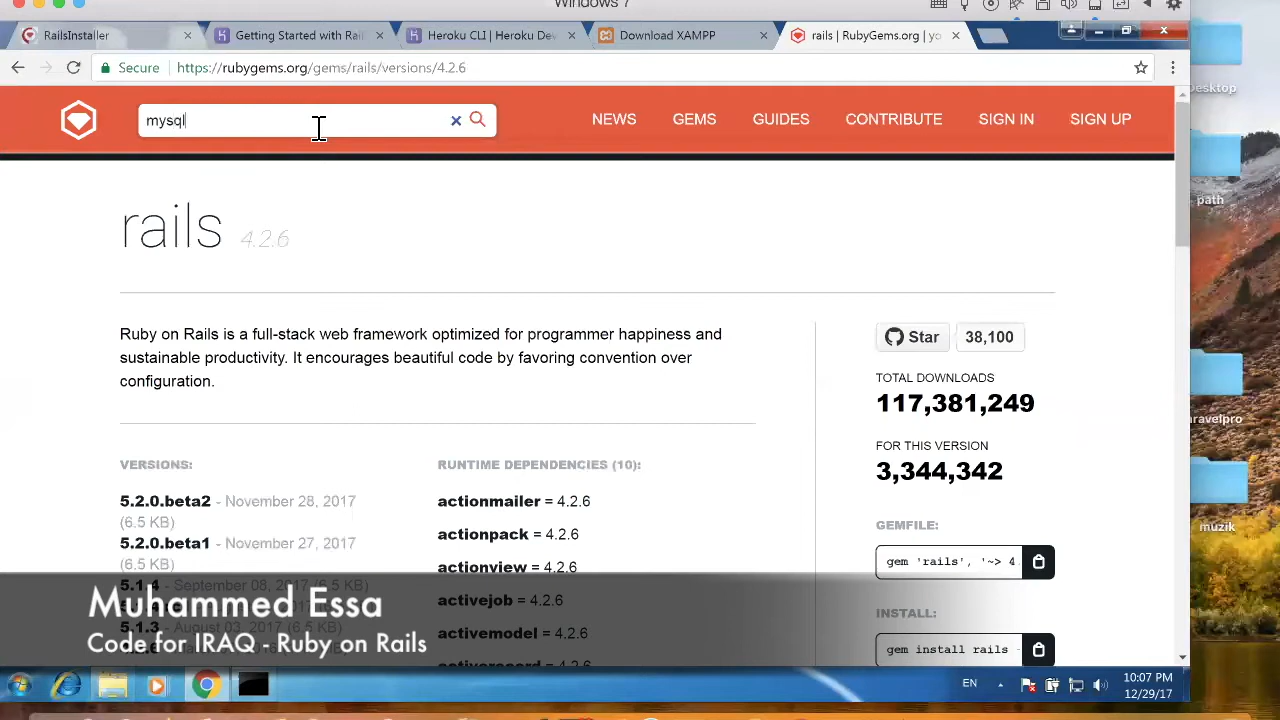 Windows 7
RailsInstaller
Getting Started with Rail
Heroku CLI | Heroku Dev
Download XAMPP
rails | RubyGems.org | yo
Secure
https://rubygems.org/gems/rails/versions/4.2.6
mysql
NEWS
GEMS
GUIDES
CONTRIBUTE
SIGN IN
SIGN UP
rails 4.2.6
Ruby on Rails is a full-stack web framework optimized for programmer happiness and
sustainable productivity. It encourages beautiful code by favoring convention over
configuration.
Star
38,100
TOTAL DOWNLOADS
117,381,249
FOR THIS VERSION
3,344,342
GEMFILE:
gem 'rails', '~> 4
INSTALL:
gem install rails
VERSIONS:
5.2.0.beta2 - November 28, 2017
(6.5 KB)
5.2.0.beta1 - November 27, 2017
(6.5 KB)
5.1.4 - September 08, 2017 (6.5 KB)
5.1.3 - August 03, 2017 (6.5 KB)
RUNTIME DEPENDENCIES (10):
actionmailer = 4.2.6
actionpack = 4.2.6
actionview = 4.2.6
activejob = 4.2.6
activemodel = 4.2.6
activerecord = 4.2.6
Muhammed Essa
Code for IRAQ - Ruby on Rails
EN
10:07 PM
12/29/17
Desktop
path
aravelpro
muzik